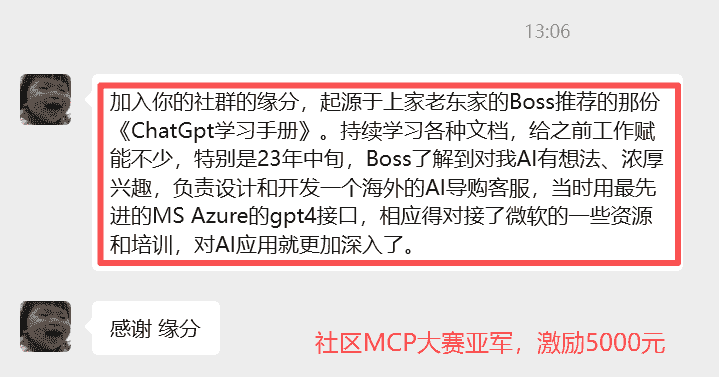 13:06
加入你的社群的缘分，起源于上家老东家的Boss推荐的那份
《ChatGpt学习手册》。持续学习各种文档，给之前工作赋
能不少，特别是23年中旬，Boss了解到对我AI有想法、浓厚
兴趣，负责设计和开发一个海外的AI导购客服，当时用最先
进的MS Azure的gpt4接口，相应得对接了微软的一些资源
和培训，对AI应用就更加深入了。
感谢 缘分
社区MCP大赛亚军，激励5000元